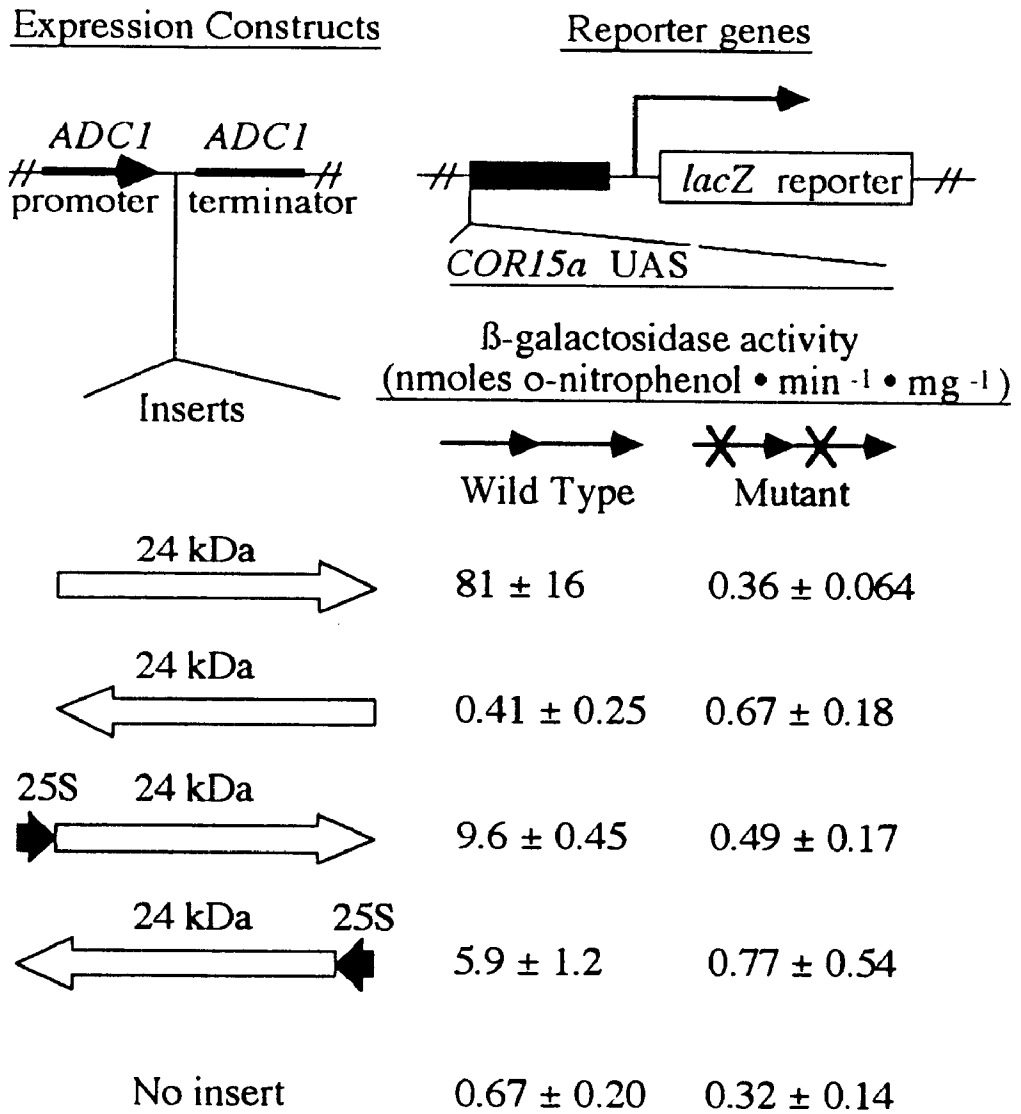 Expression Constructs
Reporter genes
ADC1 ADC1
promoter terminator
lacZ reporter
COR15a UAS
Inserts
ß-galactosidase activity
(nmoles o-nitrophenol • min -1 • mg -1)
Wild Type Mutant
24 kDa
81 ± 16 0.36 ± 0.064
24 kDa
0.41 ± 0.25 0.67 ± 0.18
25S 24 kDa
9.6 ± 0.45 0.49 ± 0.17
24 kDa 25S
5.9 ± 1.2 0.77 ± 0.54
No insert 0.67 ± 0.20 0.32 ± 0.14